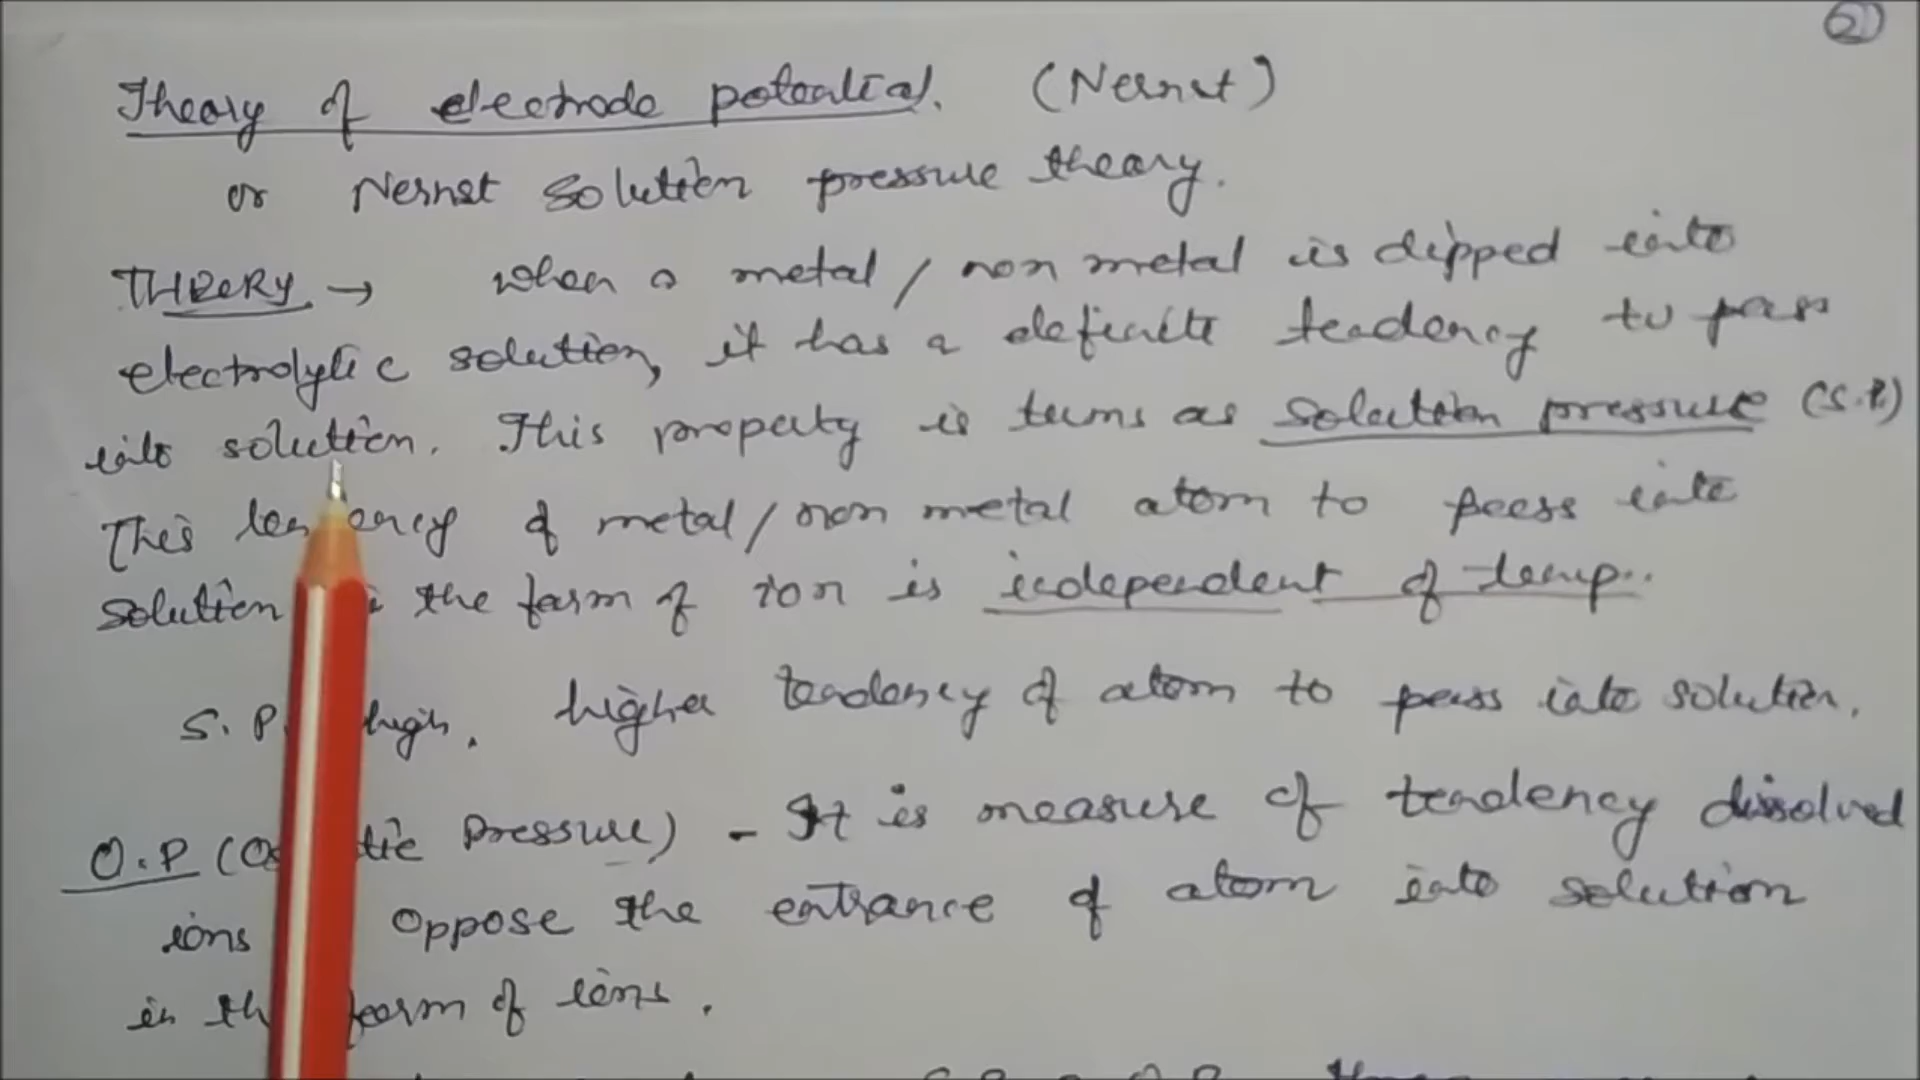 2
Theory of electrode potential. (Nernst)
or Nernst solution pressure theory.
THEORY → when a metal / non metal is dipped into
electrolytic solution, it has a definite tendency to pass
into solution. This property is terms as solution pressure (S.P.)
This of metal / non metal atom to pass into
solution the form of ion is independent of temp..
S. P. high. higher tendency of atom to pass into solution.
O.P ( Pressure) - It is measure of tendency dissolved
ions oppose the entrance of atom into solution
in form of ions.